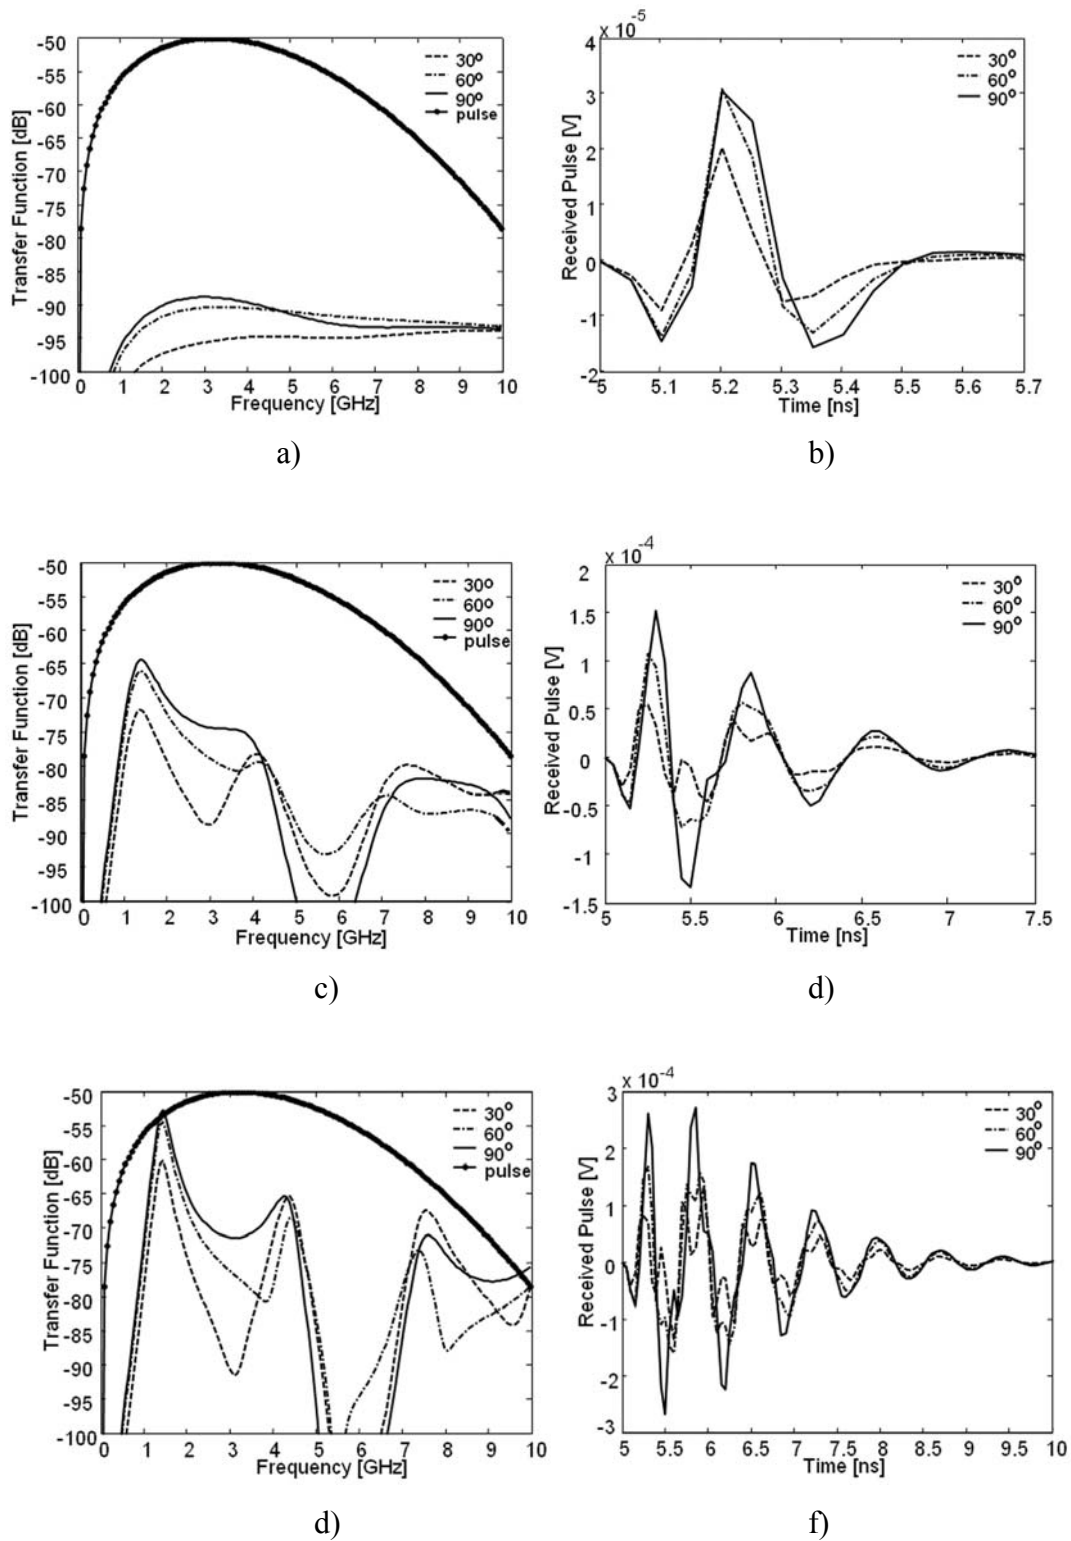 -50
-55
-60
-65
-70
-75
-80
-85
-90
-95
-100
Transfer Function [dB]
30º
60º
90º
pulse
0 1 2 3 4 5 6 7 8 9 10
Frequency [GHz]
a)
x 10^-5
4
3
2
1
0
-1
-2
Received Pulse [V]
30º
60º
90º
5 5.1 5.2 5.3 5.4 5.5 5.6 5.7
Time [ns]
b)
-50
-55
-60
-65
-70
-75
-80
-85
-90
-95
-100
Transfer Function [dB]
30º
60º
90º
pulse
0 1 2 3 4 5 6 7 8 9 10
Frequency [GHz]
c)
x 10^-4
2
1.5
1
0.5
0
-0.5
-1
-1.5
Received Pulse [V]
30º
60º
90º
5 5.5 6 6.5 7 7.5
Time [ns]
d)
-50
-55
-60
-65
-70
-75
-80
-85
-90
-95
-100
Transfer Function [dB]
30º
60º
90º
pulse
0 1 2 3 4 5 6 7 8 9 10
Frequency [GHz]
d)
x 10^-4
3
2
1
0
-1
-2
-3
Received Pulse [V]
30º
60º
90º
5 5.5 6 6.5 7 7.5 8 8.5 9 9.5 10
Time [ns]
f)